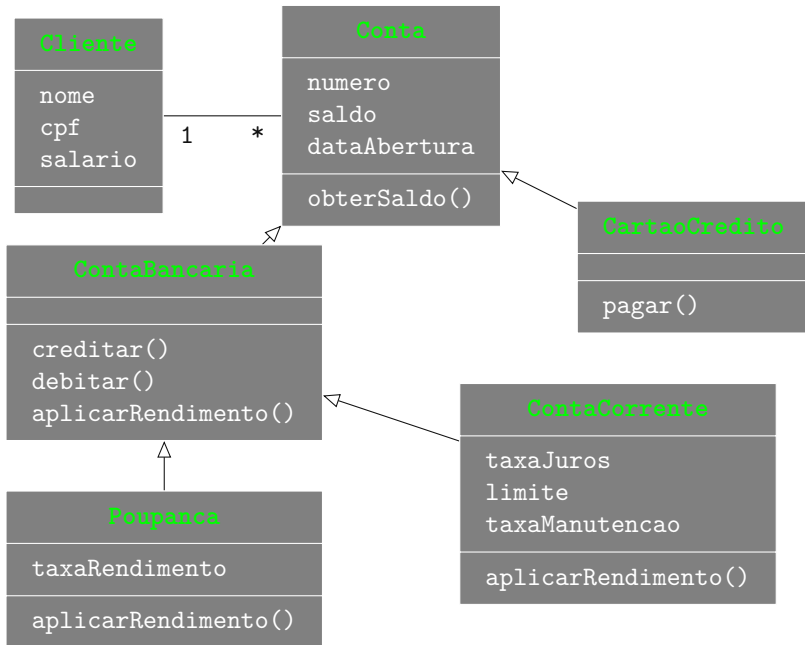 Cliente
nome
cpf
salario
1
*
Conta
numero
saldo
dataAbertura
obterSaldo()
CartaoCredito
pagar()
ContaBancaria
creditar()
debitar()
aplicarRendimento()
ContaCorrente
taxaJuros
limite
taxaManutencao
aplicarRendimento()
Poupanca
taxaRendimento
aplicarRendimento()